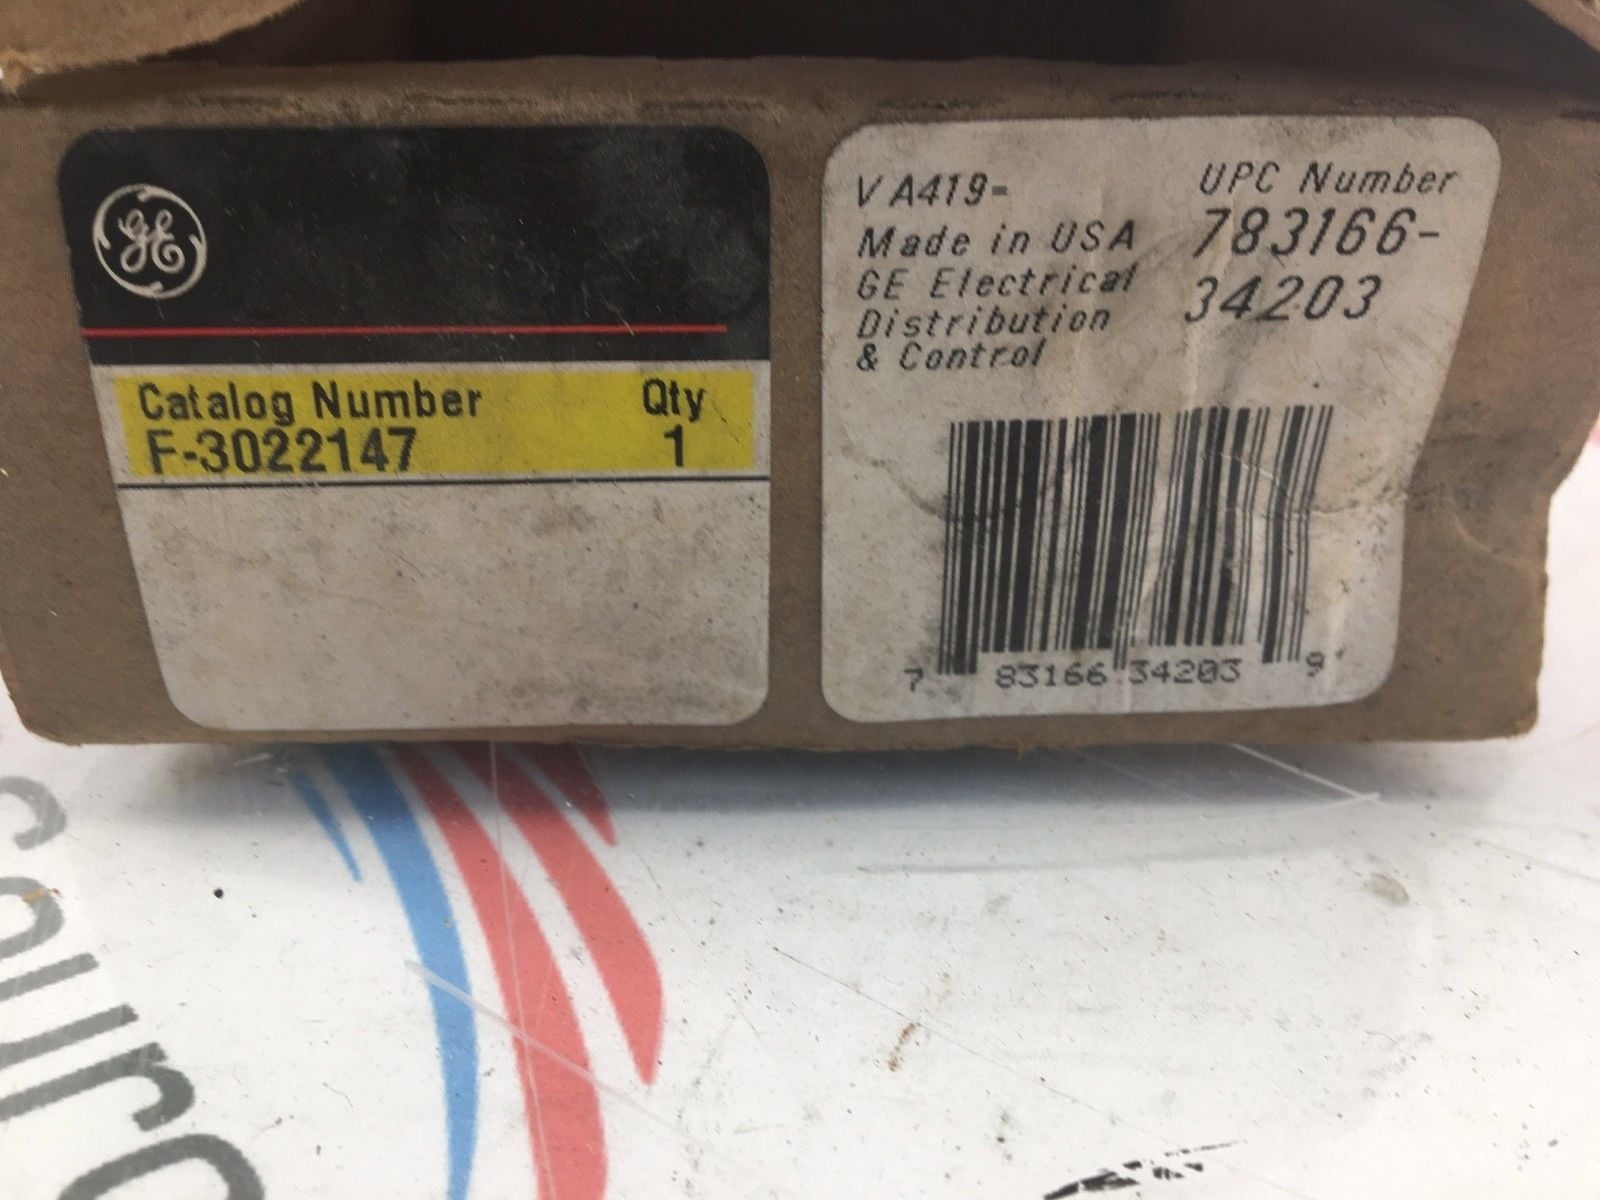 GE
Catalog Number Qty
F-3022147 1
V A419-
Made in USA
GE Electrical
Distribution
& Control
UPC Number
783166-
34203
7 83166 34203 9